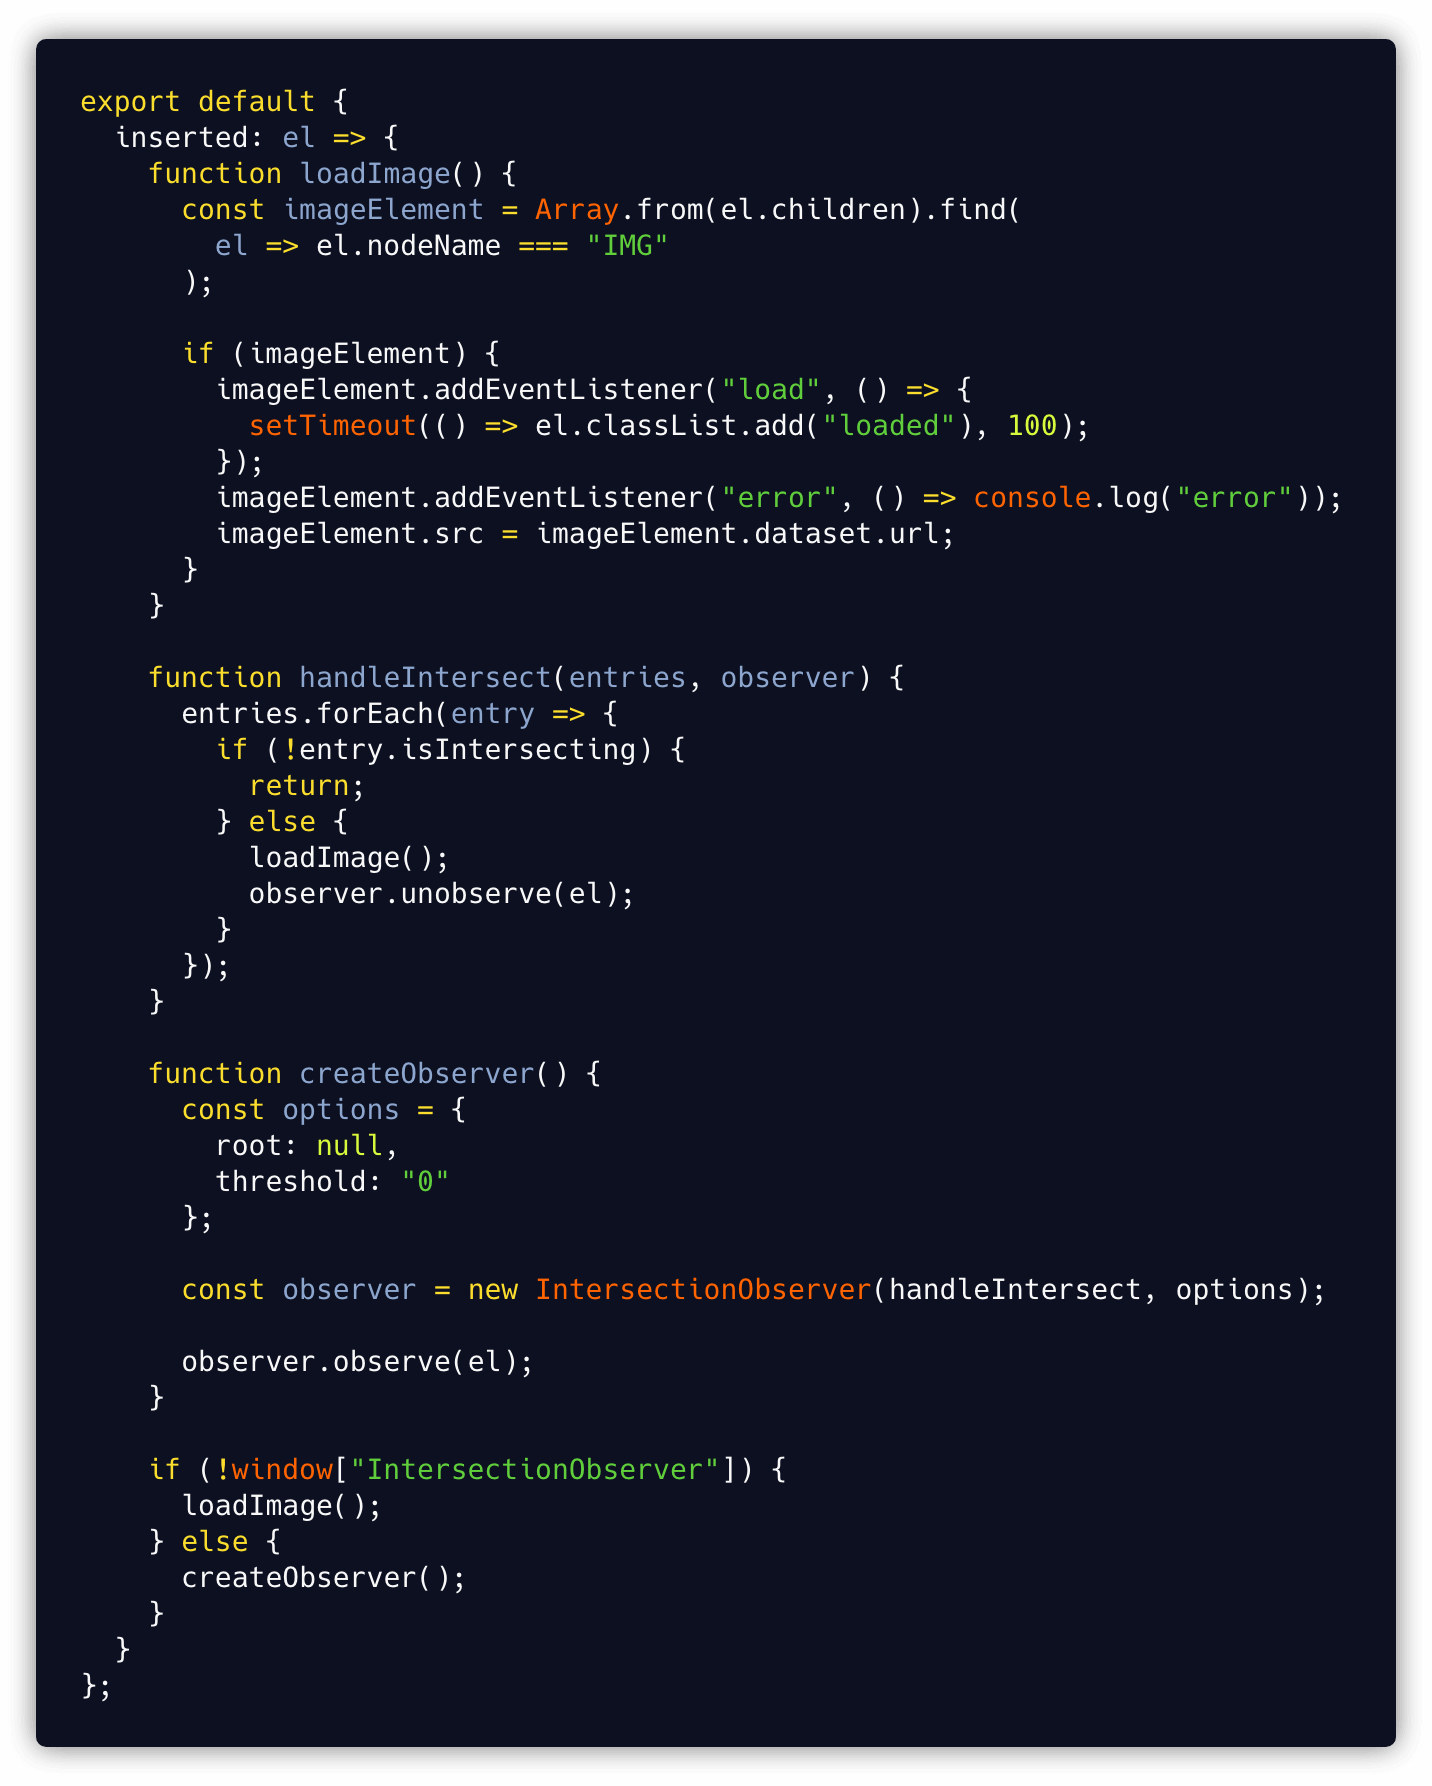 export default {
  inserted: el => {
    function loadImage() {
      const imageElement = Array.from(el.children).find(
        el => el.nodeName === "IMG"
      );

      if (imageElement) {
        imageElement.addEventListener("load", () => {
          setTimeout(() => el.classList.add("loaded"), 100);
        });
        imageElement.addEventListener("error", () => console.log("error"));
        imageElement.src = imageElement.dataset.url;
      }
    }

    function handleIntersect(entries, observer) {
      entries.forEach(entry => {
        if (!entry.isIntersecting) {
          return;
        } else {
          loadImage();
          observer.unobserve(el);
        }
      });
    }

    function createObserver() {
      const options = {
        root: null,
        threshold: "0"
      };

      const observer = new IntersectionObserver(handleIntersect, options);

      observer.observe(el);
    }

    if (!window["IntersectionObserver"]) {
      loadImage();
    } else {
      createObserver();
    }
  }
};